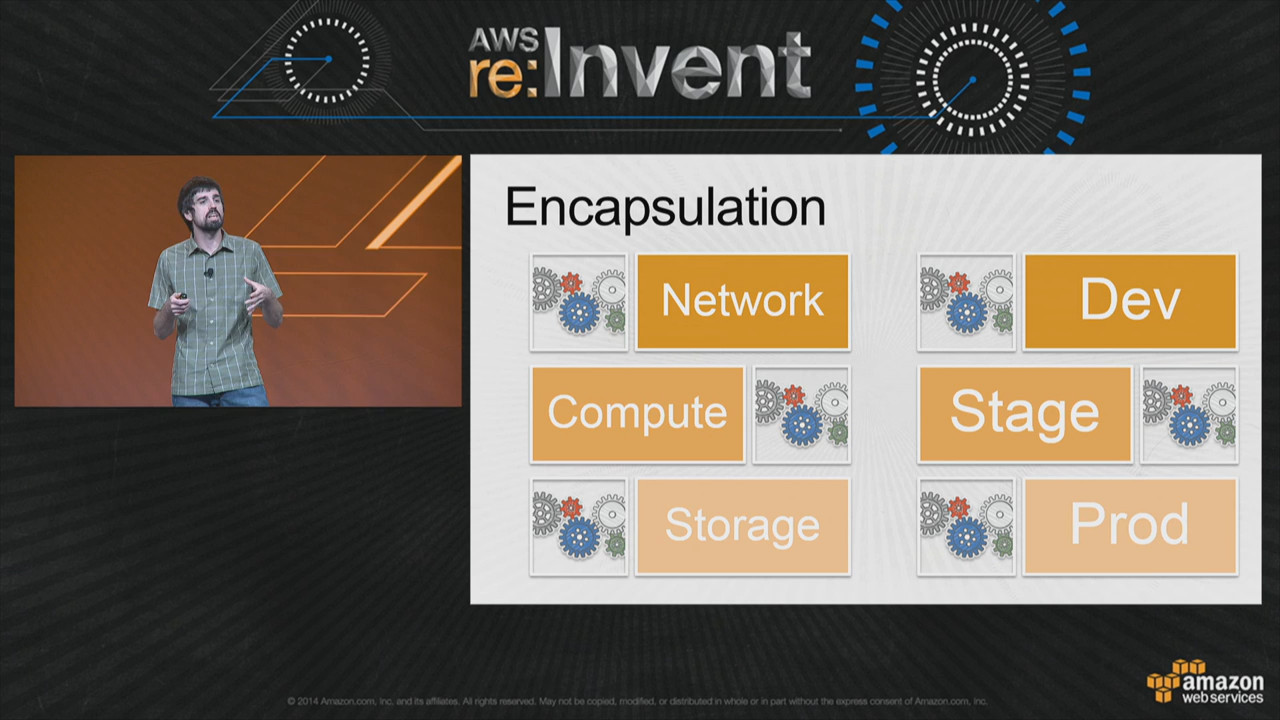 AWS
re:Invent
Encapsulation
Network
Dev
Compute
Stage
Storage
Prod
© 2014 Amazon.com, Inc, and its affiliates. All rights reserved. May not be copied, modified, or distributed in whole or in part without the express consent of Amazon.com, Inc.
amazon
web services